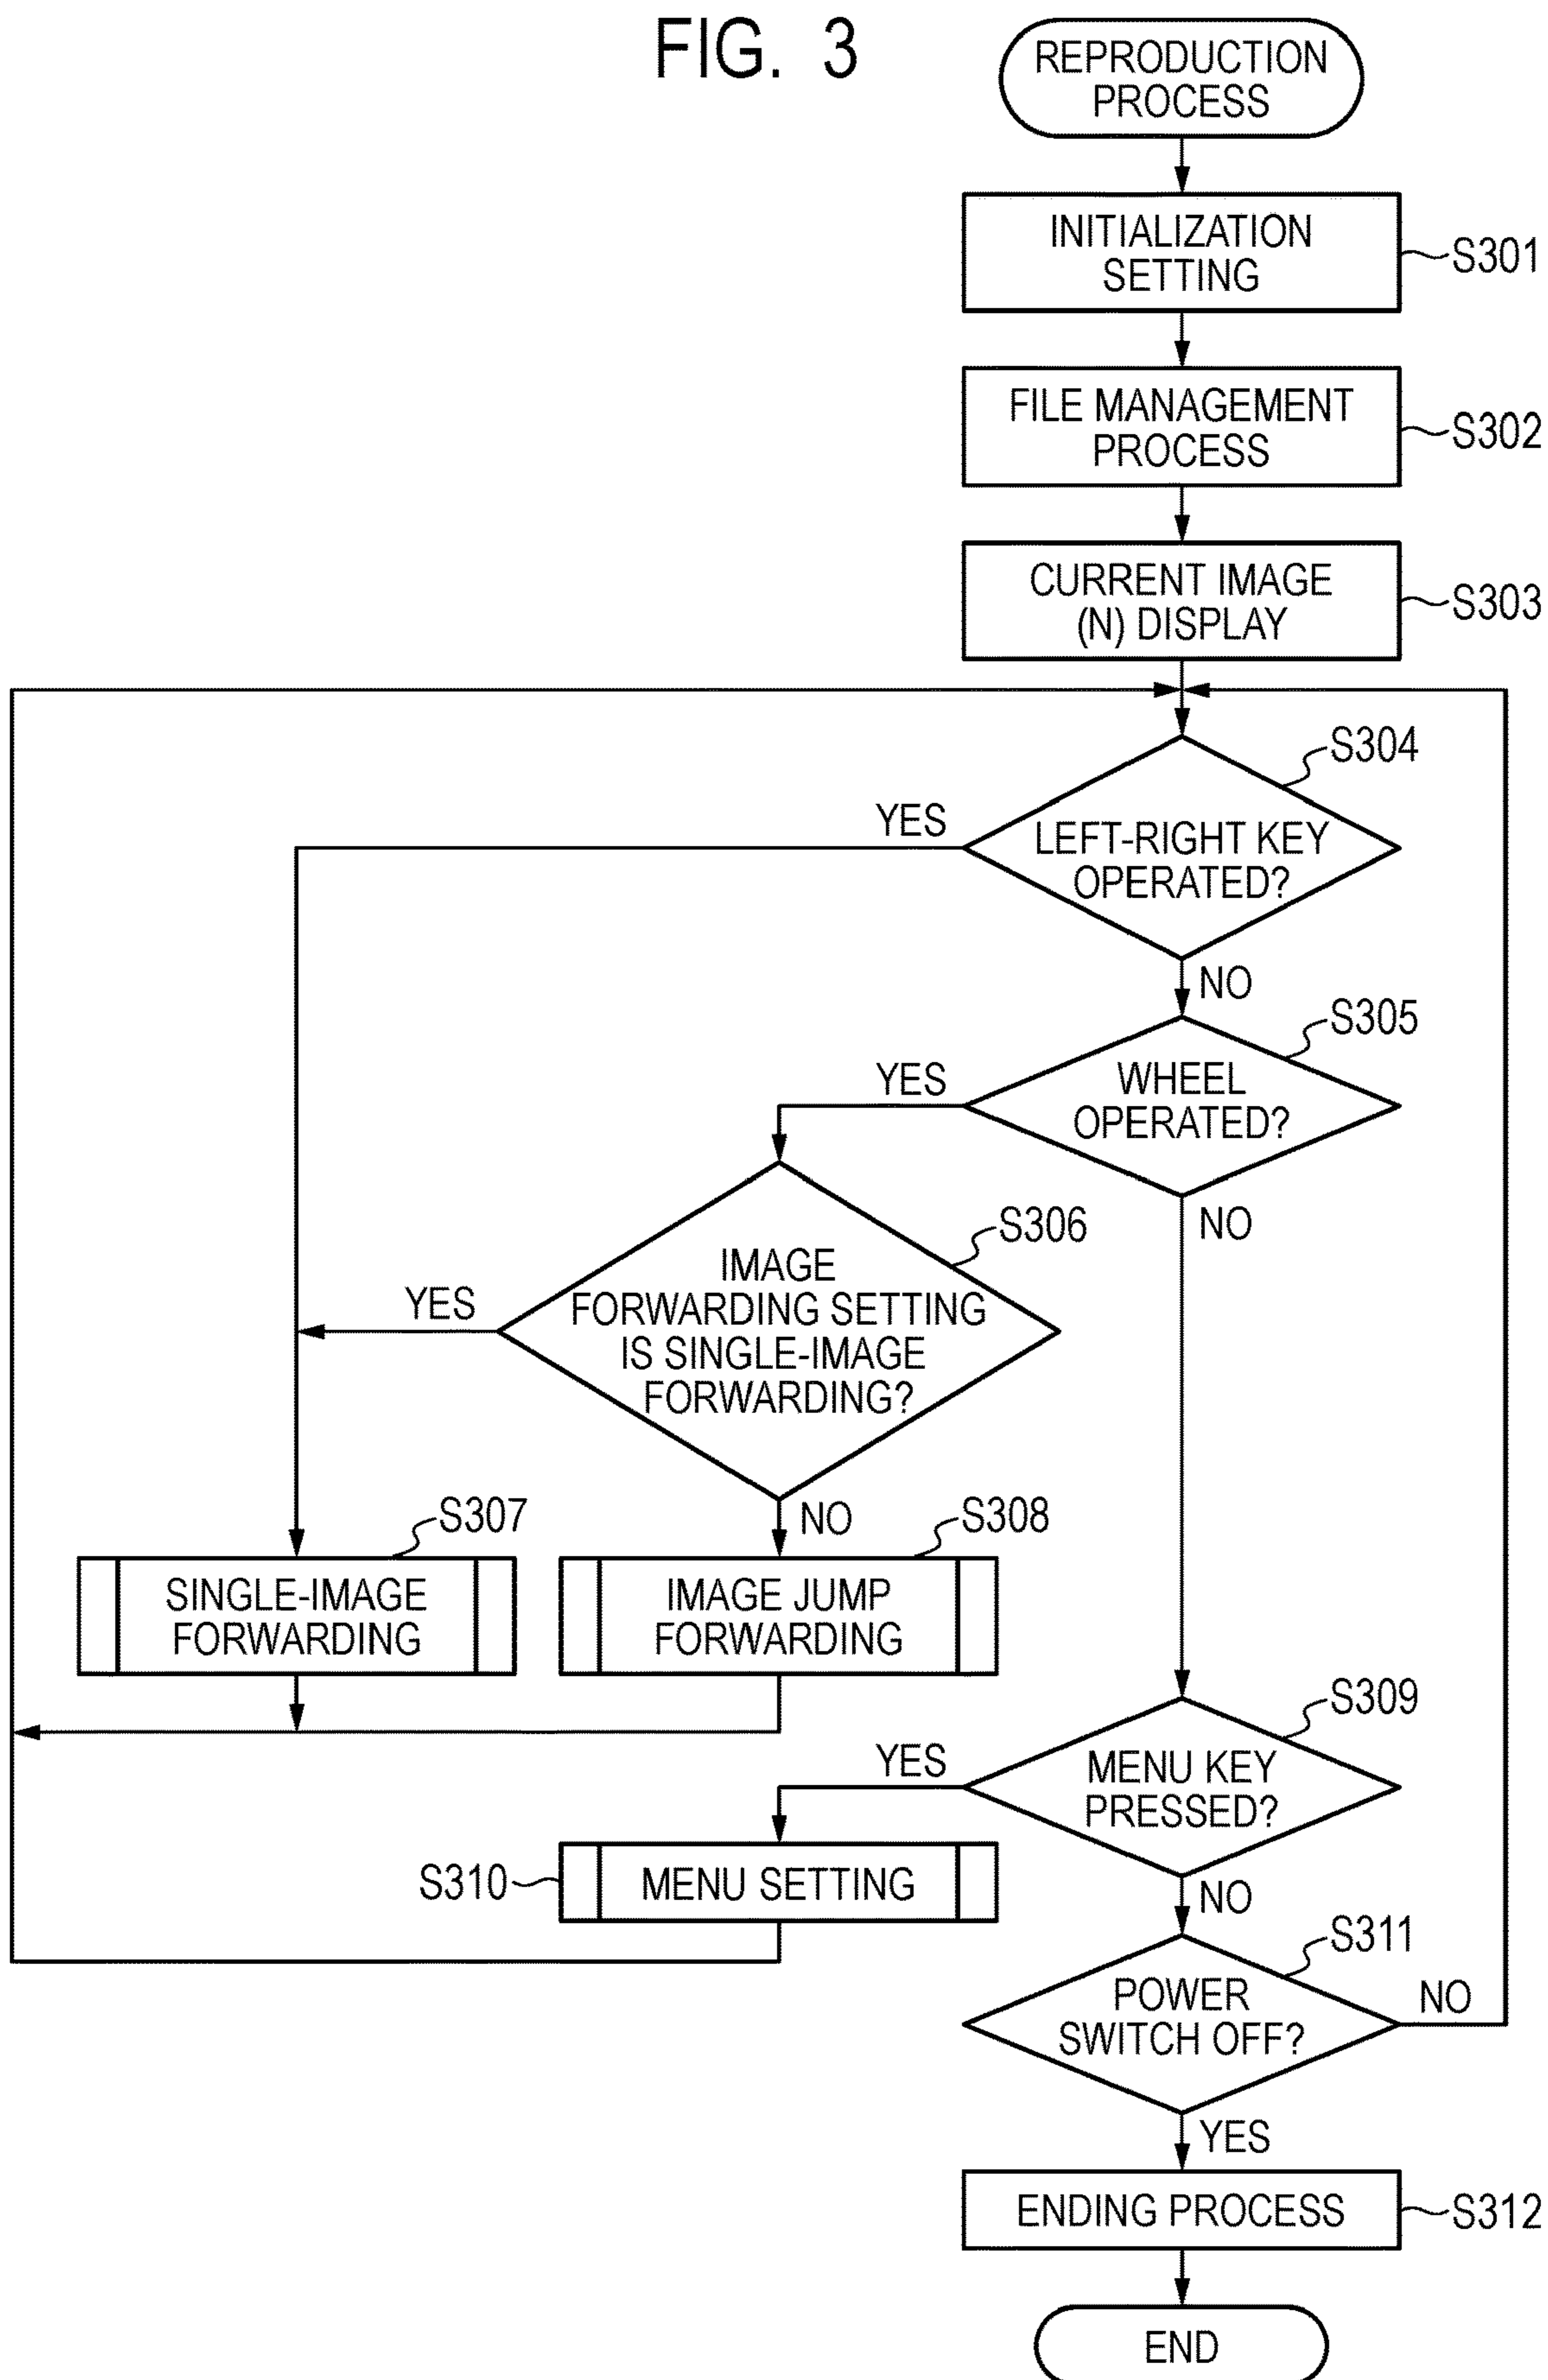 FIG. 3
REPRODUCTION
PROCESS
INITIALIZATION
SETTING
S301
FILE MANAGEMENT
PROCESS
S302
CURRENT IMAGE
(N) DISPLAY
S303
S304
YES
LEFT-RIGHT KEY
OPERATED?
NO
S305
YES
WHEEL
OPERATED?
NO
S306
IMAGE
FORWARDING SETTING
IS SINGLE-IMAGE
FORWARDING?
YES
NO
S307
SINGLE-IMAGE
FORWARDING
S308
IMAGE JUMP
FORWARDING
S309
YES
MENU KEY
PRESSED?
S310
MENU SETTING
NO
S311
POWER
SWITCH OFF?
NO
YES
ENDING PROCESS
S312
END